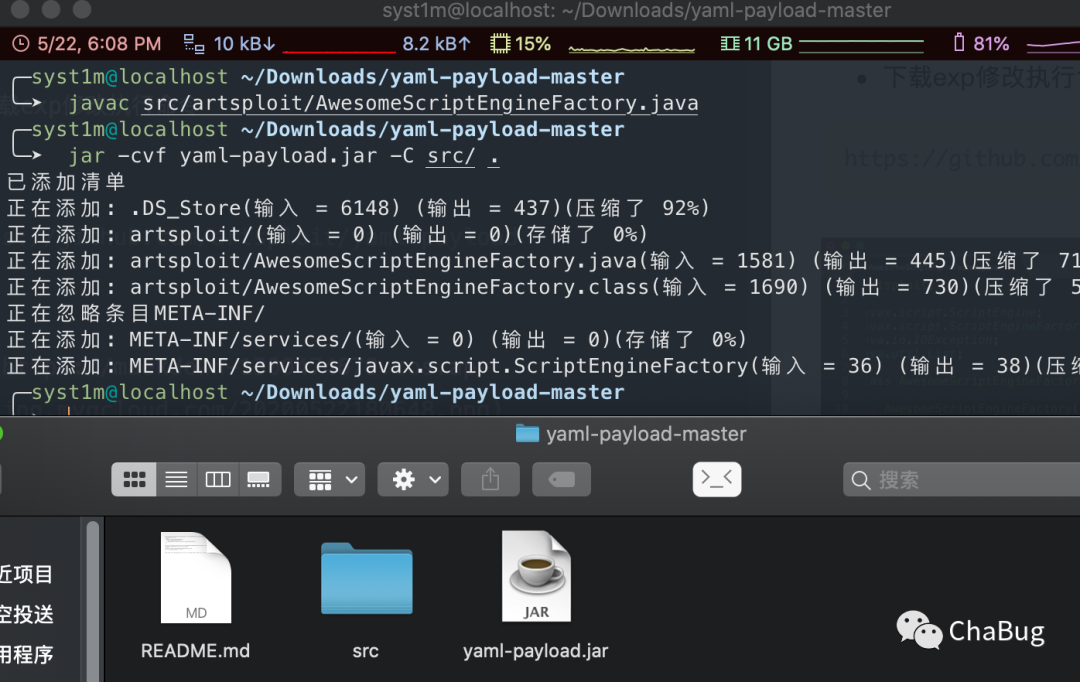 syst1m@localhost: ~/Downloads/yaml-payload-master
5/22, 6:08 PM 10 kB↓ 8.2 kB↑ 15% 11 GB 81%
syst1m@localhost ~/Downloads/yaml-payload-master
javac src/artsploit/AwesomeScriptEngineFactory.java
syst1m@localhost ~/Downloads/yaml-payload-master
jar -cvf yaml-payload.jar -C src/ .
已添加清单
正在添加: .DS_Store(输入 = 6148) (输出 = 437)(压缩了 92%)
正在添加: artsploit/(输入 = 0) (输出 = 0)(存储了 0%)
正在添加: artsploit/AwesomeScriptEngineFactory.java(输入 = 1581) (输出 = 445)(压缩了 71
正在添加: artsploit/AwesomeScriptEngineFactory.class(输入 = 1690) (输出 = 730)(压缩了 5
正在忽略条目META-INF/
正在添加: META-INF/services/(输入 = 0) (输出 = 0)(存储了 0%)
正在添加: META-INF/services/javax.script.ScriptEngineFactory(输入 = 36) (输出 = 38)(压缩
syst1m@localhost ~/Downloads/yaml-payload-master
下载exp修改执行
https://github.com
yaml-payload-master
搜索
近项目
空投送
用程序
MD
JAR
README.md
src
yaml-payload.jar
ChaBug